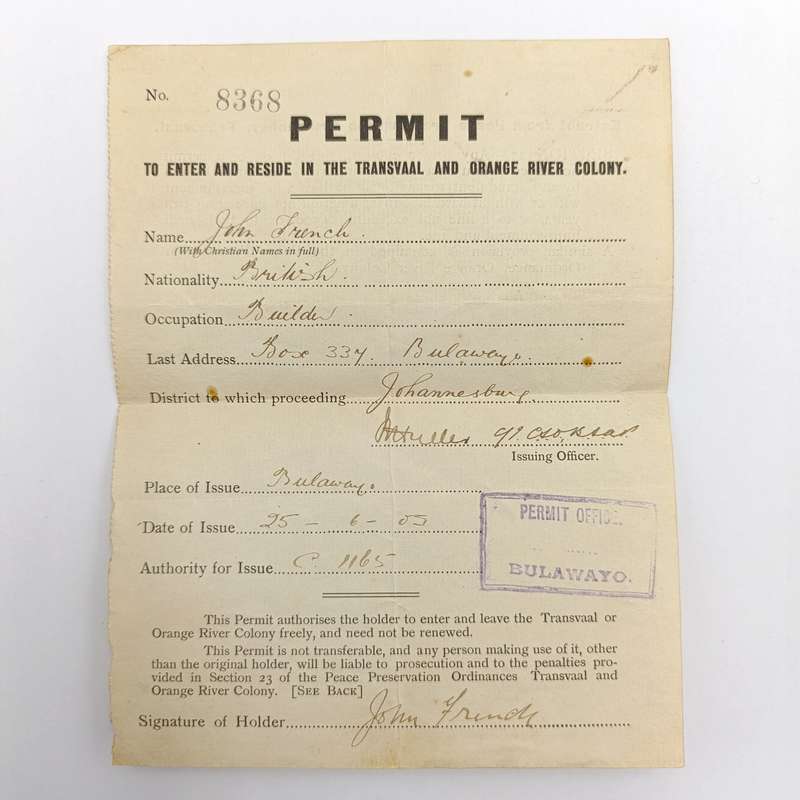 No. 8368
PERMIT
TO ENTER AND RESIDE IN THE TRANSVAAL AND ORANGE RIVER COLONY.
Name John French.
(With Christian Names in full)
Nationality British.
Occupation Builder.
Last Address Box 337. Bulawayo.
District to which proceeding Johannesburg.
Issuing Officer.
Place of Issue Bulawayo
Date of Issue 25 - 6 - 03
Authority for Issue C 1165
PERMIT OFFICE.
BULAWAYO.
This Permit authorises the holder to enter and leave the Transvaal or
Orange River Colony freely, and need not be renewed.
This Permit is not transferable, and any person making use of it, other
than the original holder, will be liable to prosecution and to the penalties pro-
vided in Section 23 of the Peace Preservation Ordinances Transvaal and
Orange River Colony. [SEE BACK]
Signature of Holder John French